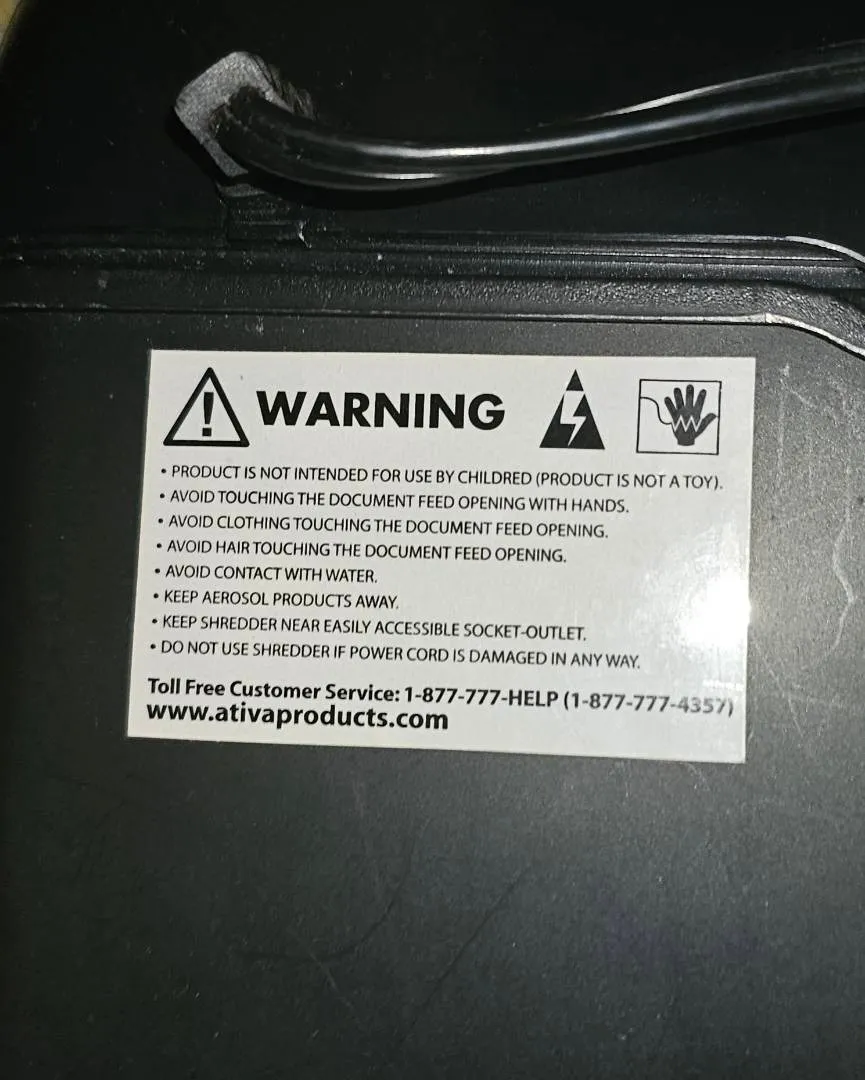 WARNING
• PRODUCT IS NOT INTENDED FOR USE BY CHILDRED (PRODUCT IS NOT A TOY).
• AVOID TOUCHING THE DOCUMENT FEED OPENING WITH HANDS.
• AVOID CLOTHING TOUCHING THE DOCUMENT FEED OPENING.
• AVOID HAIR TOUCHING THE DOCUMENT FEED OPENING.
• AVOID CONTACT WITH WATER.
• KEEP AEROSOL PRODUCTS AWAY.
• KEEP SHREDDER NEAR EASILY ACCESSIBLE SOCKET-OUTLET.
• DO NOT USE SHREDDER IF POWER CORD IS DAMAGED IN ANY WAY.
Toll Free Customer Service: 1-877-777-HELP (1-877-777-4357)
www.ativaproducts.com